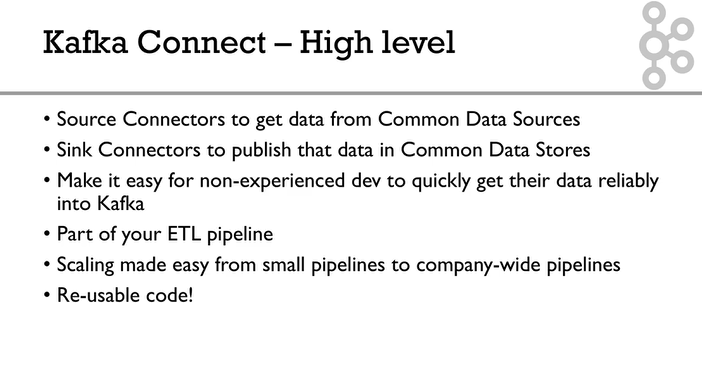 Kafka Connect – High level
• Source Connectors to get data from Common Data Sources
• Sink Connectors to publish that data in Common Data Stores
• Make it easy for non-experienced dev to quickly get their data reliably
into Kafka
• Part of your ETL pipeline
• Scaling made easy from small pipelines to company-wide pipelines
• Re-usable code!